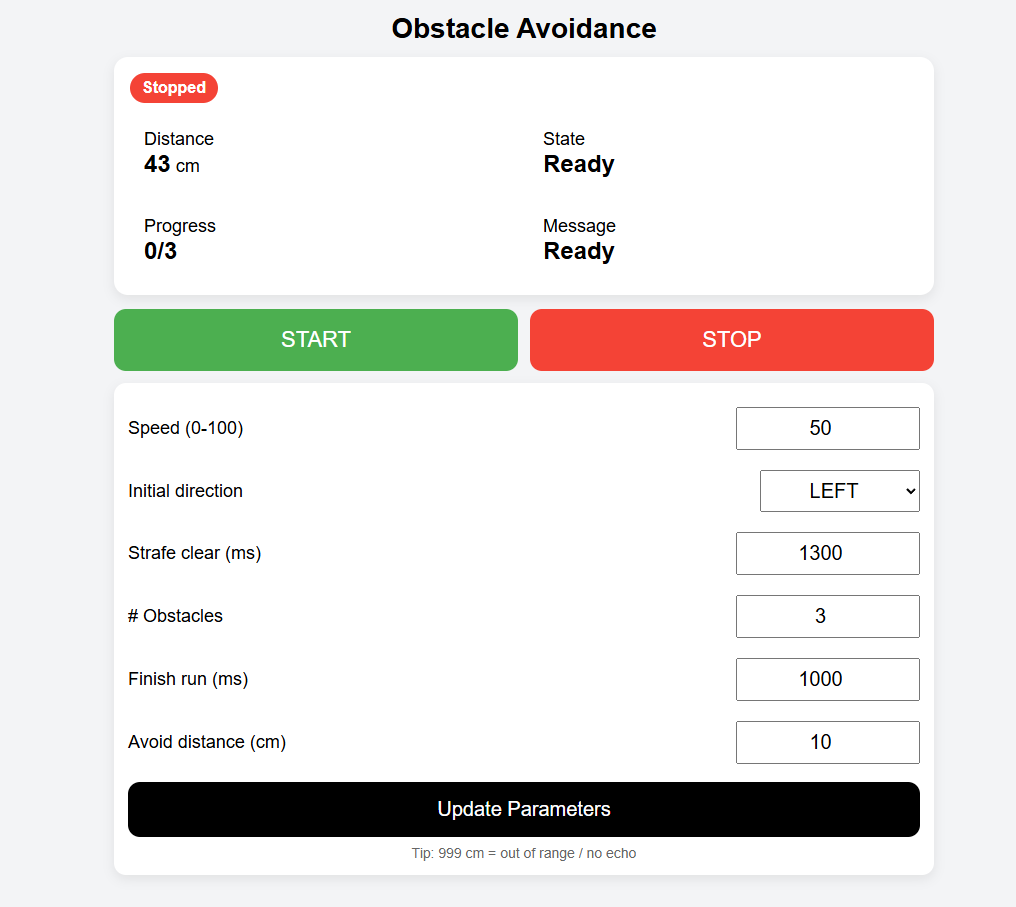 Obstacle Avoidance
Stopped
Distance
43 cm
State
Ready
Progress
0/3
Message
Ready
START
STOP
Speed (0-100)
50
Initial direction
LEFT
Strafe clear (ms)
1300
# Obstacles
3
Finish run (ms)
1000
Avoid distance (cm)
10
Update Parameters
Tip: 999 cm = out of range / no echo